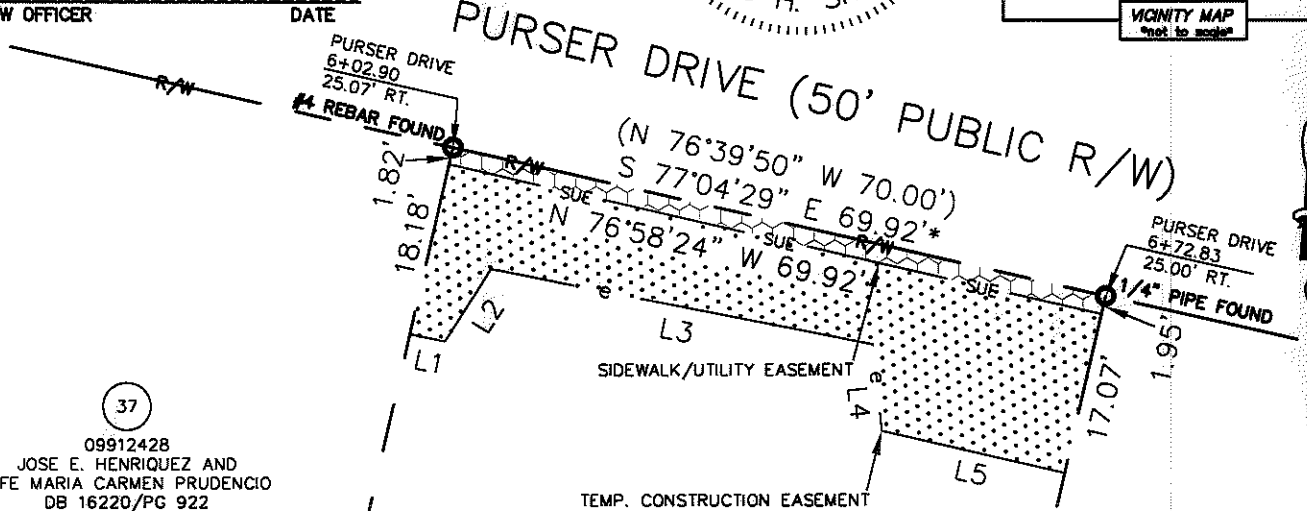 W OFFICER
DATE
H. S
VICINITY MAP
*not to scale*
PURSER DRIVE (50' PUBLIC R/W)
PURSER DRIVE
6+02.90
25.07' RT.
#4 REBAR FOUND
R/W
R/W
R/W
(N 76°39'50" W 70.00')
S 77°04'29" E 69.92'*
N 76°58'24" W 69.92'
SUE
SUE
SUE
1.82'
18.18'
PURSER DRIVE
6+72.83
25.00' RT.
1/4" PIPE FOUND
1.95'
17.07'
L1
L2
e
L3
SIDEWALK/UTILITY EASEMENT
e
L4
L5
TEMP. CONSTRUCTION EASEMENT
37
09912428
JOSE E. HENRIQUEZ AND
FE MARIA CARMEN PRUDENCIO
DB 16220/PG 922